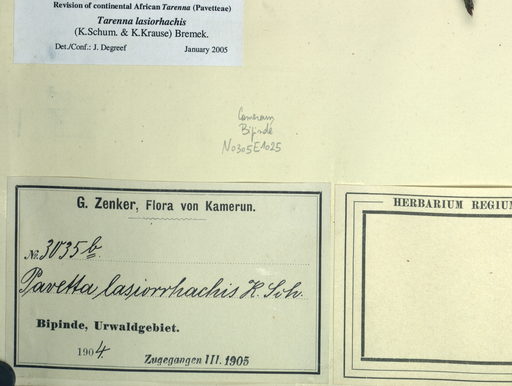 Revision of continental African Tarenna (Pavetteae)
Tarenna lasiorhachis
(K.Schum. & K.Krause) Bremek.
Det./Conf.: J. Degreef January 2005
Cameroun
Bipinde
N0305E1025
G. Zenker, Flora von Kamerun.
No. 3035 b.
Pavetta lasiorrhachis K. Sch.
Bipinde, Urwaldgebiet.
1904 Zugegangen III. 1905
HERBARIUM REGIUM